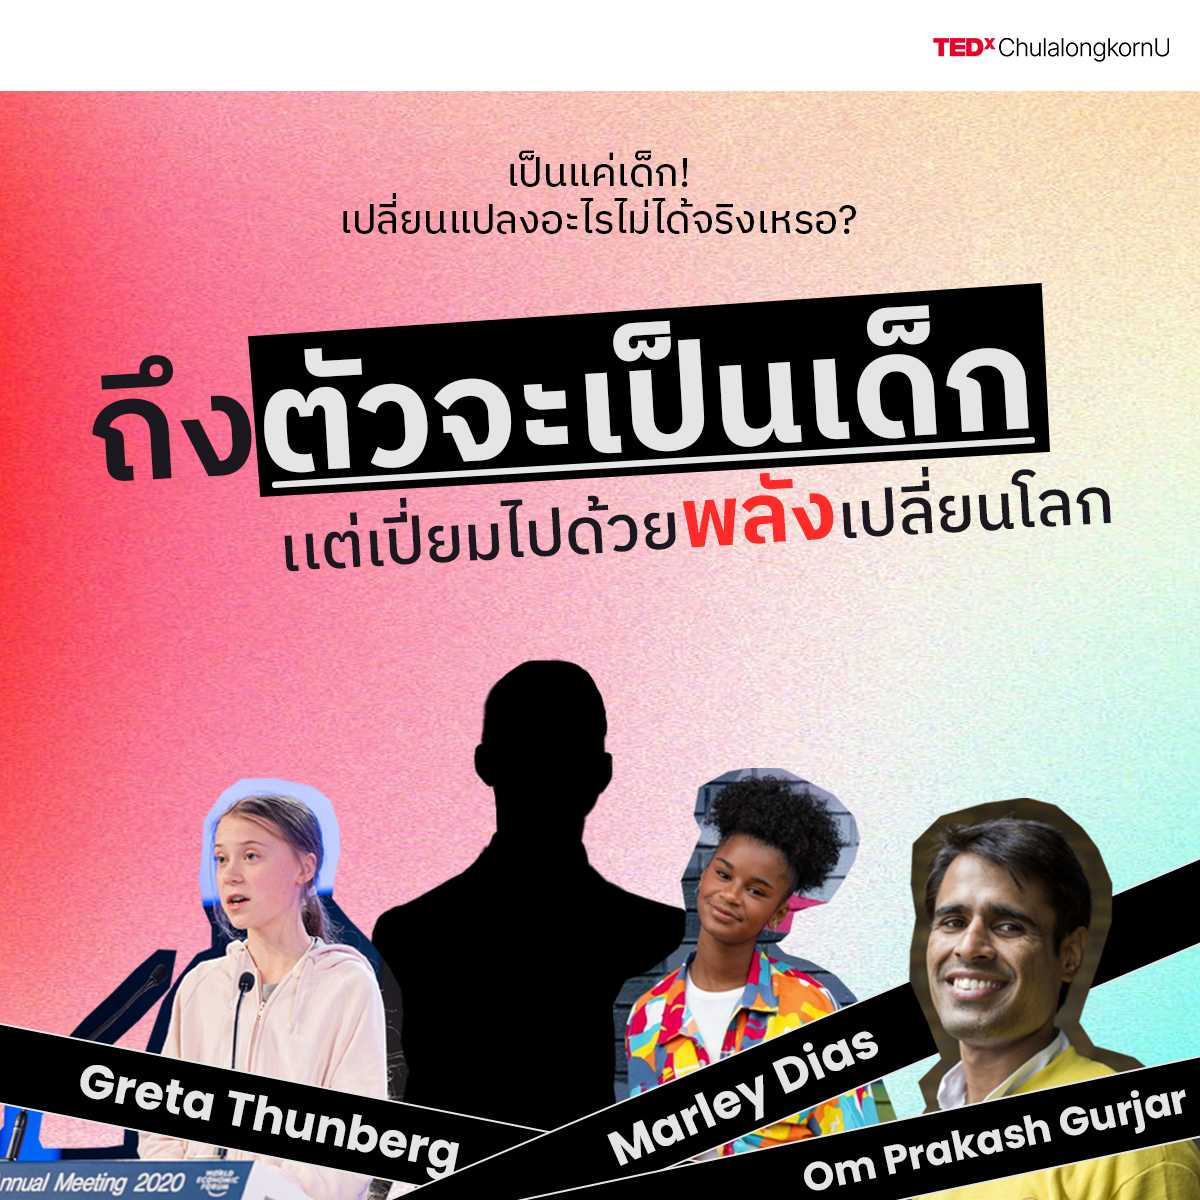 TEDxChulalongkornU
เป็นแค่เด็ก!
เปลี่ยนแปลงอะไรไม่ได้จริงเหรอ?
ถึงตัวจะเป็นเด็ก
แต่เปี่ยมไปด้วยพลังเปลี่ยนโลก
Greta Thunberg
Marley Dias
Om Prakash Gurjar
nnual Meeting 2020
WORLD
ECONOMIC
FORUM